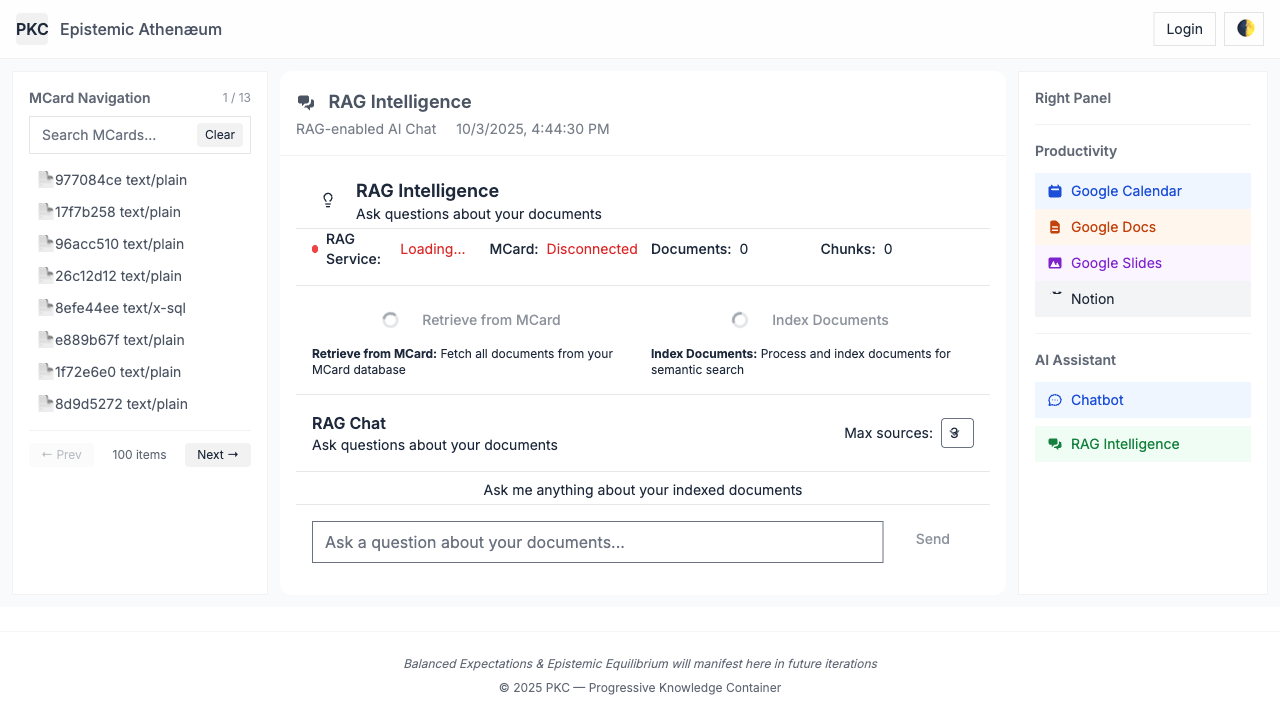 PKC Epistemic Athenæum
Login
MCard Navigation 1 / 13
Search MCards...
Clear
977084ce text/plain
17f7b258 text/plain
96acc510 text/plain
26c12d12 text/plain
8efe44ee text/x-sql
e889b67f text/plain
1f72e6e0 text/plain
8d9d5272 text/plain
← Prev 100 items Next →
RAG Intelligence
RAG-enabled AI Chat 10/3/2025, 4:44:30 PM
RAG Intelligence
Ask questions about your documents
RAG
Service:
Loading... MCard: Disconnected Documents: 0 Chunks: 0
Retrieve from MCard
Index Documents
Retrieve from MCard: Fetch all documents from your
MCard database
Index Documents: Process and index documents for
semantic search
RAG Chat
Ask questions about your documents
Max sources:
Ask me anything about your indexed documents
Ask a question about your documents...
Send
Right Panel
Productivity
Google Calendar
Google Docs
Google Slides
Notion
AI Assistant
Chatbot
RAG Intelligence
Balanced Expectations & Epistemic Equilibrium will manifest here in future iterations
© 2025 PKC — Progressive Knowledge Container